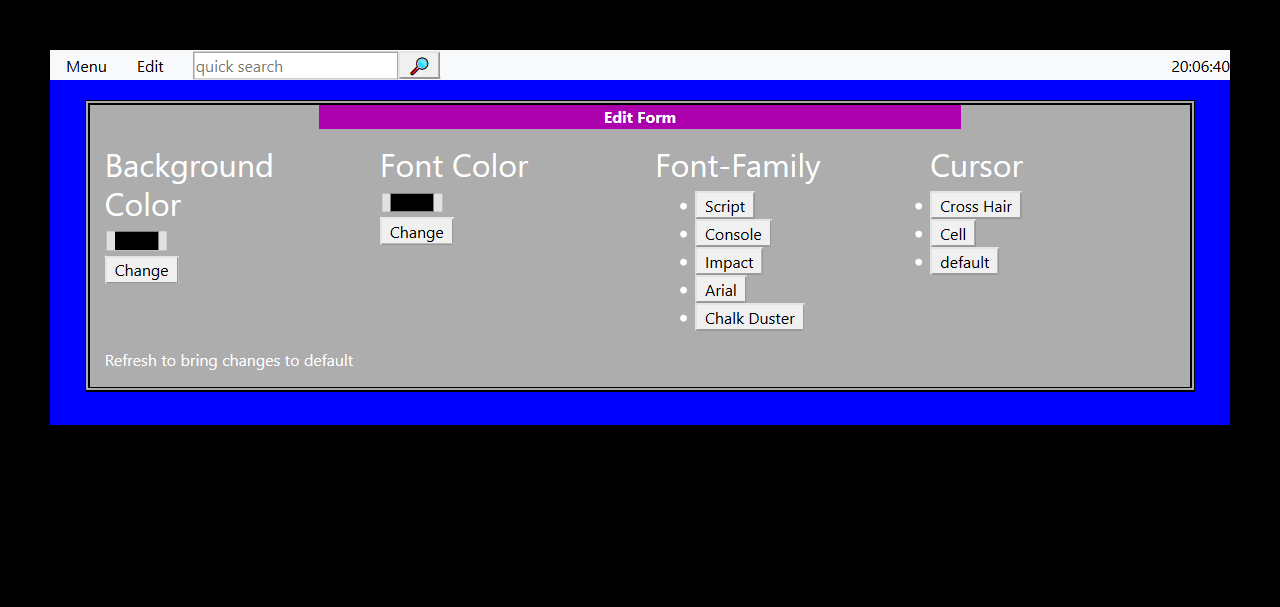 Menu Edit quick search 20:06:40
Edit Form
Background Color
Change
Font Color
Change
Font-Family
Script
Console
Impact
Arial
Chalk Duster
Cursor
Cross Hair
Cell
default
Refresh to bring changes to default